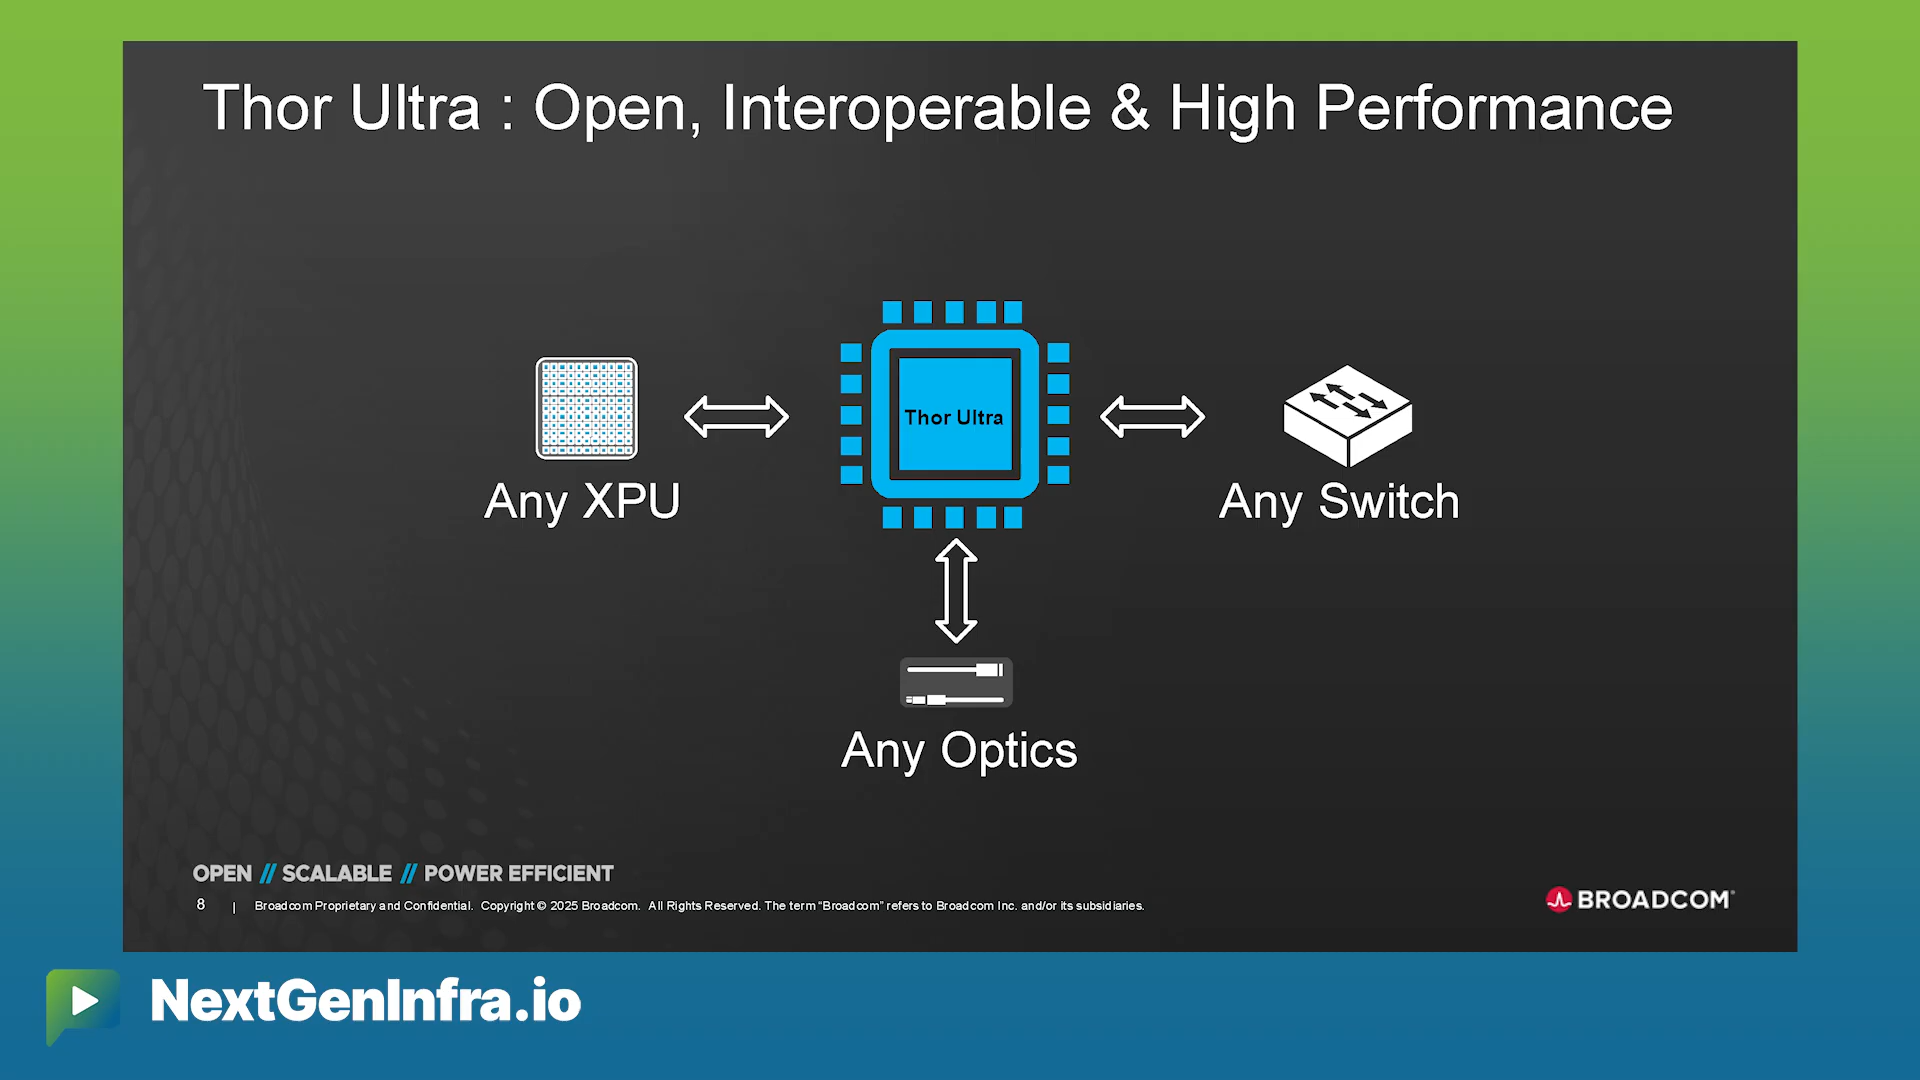 Thor Ultra : Open, Interoperable & High Performance
Thor Ultra
Any XPU
Any Switch
Any Optics
OPEN // SCALABLE // POWER EFFICIENT
8 | Broadcom Proprietary and Confidential. Copyright © 2025 Broadcom. All Rights Reserved. The term “Broadcom” refers to Broadcom Inc. and/or its subsidiaries.
BROADCOM
NextGenInfra.io